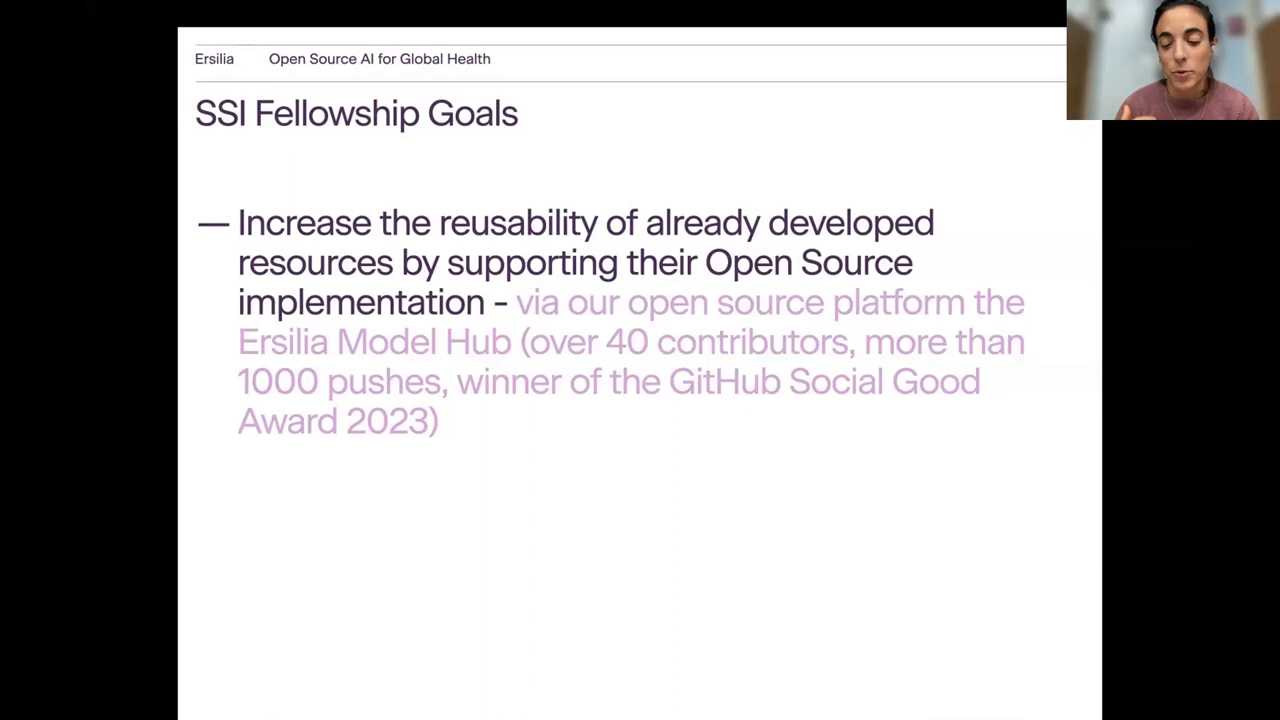 Ersilia Open Source AI for Global Health
SSI Fellowship Goals
— Increase the reusability of already developed
resources by supporting their Open Source
implementation - via our open source platform the
Ersilia Model Hub (over 40 contributors, more than
1000 pushes, winner of the GitHub Social Good
Award 2023)